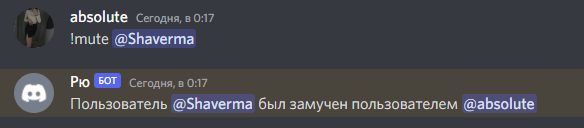 absolute Сегодня, в 0:17
!mute @Shaverma
Рю БОТ Сегодня, в 0:17
Пользователь @Shaverma был замучен пользователем @absolute